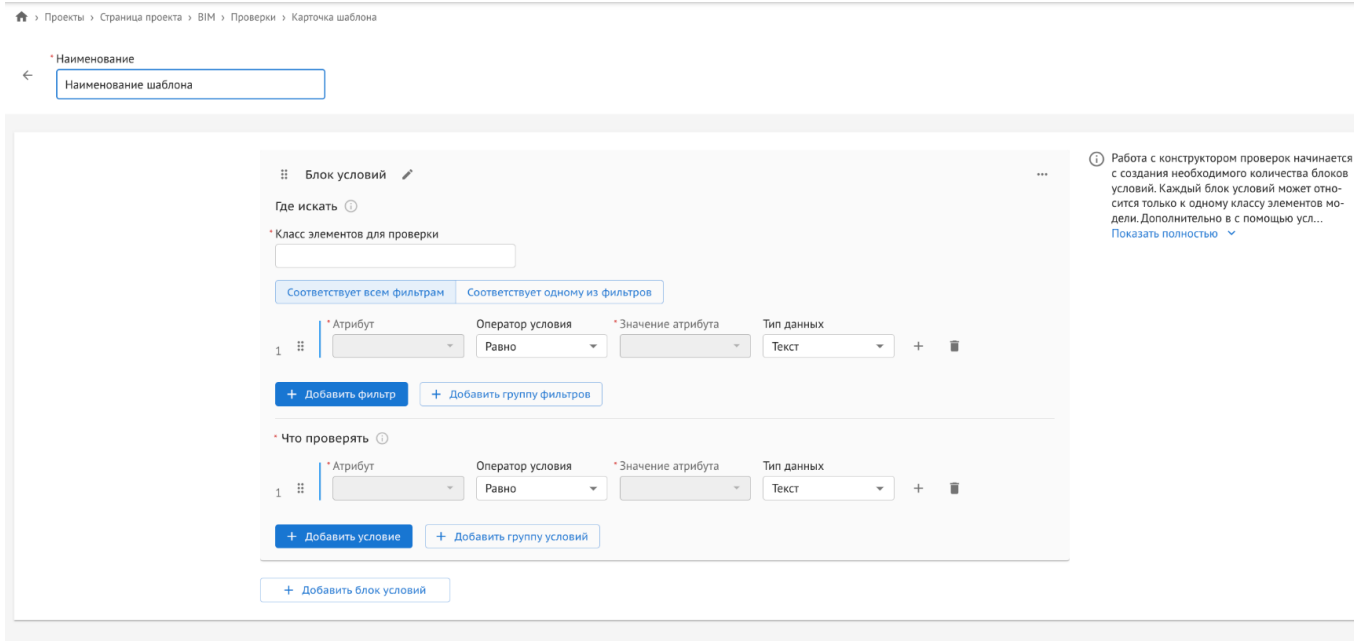 Проекты › Страница проекта › BIM › Проверки › Карточка шаблона
* Наименование
Наименование шаблона
Блок условий
Где искать
* Класс элементов для проверки
Соответствует всем фильтрам Соответствует одному из фильтров
* Атрибут Оператор условия * Значение атрибута Тип данных
1 Равно Текст
+ Добавить фильтр + Добавить группу фильтров
* Что проверять
* Атрибут Оператор условия * Значение атрибута Тип данных
1 Равно Текст
+ Добавить условие + Добавить группу условий
+ Добавить блок условий
Работа с конструктором проверок начинается
с создания необходимого количества блоков
условий. Каждый блок условий может отно-
сится только к одному классу элементов мо-
дели. Дополнительно в с помощью усл...
Показать полностью